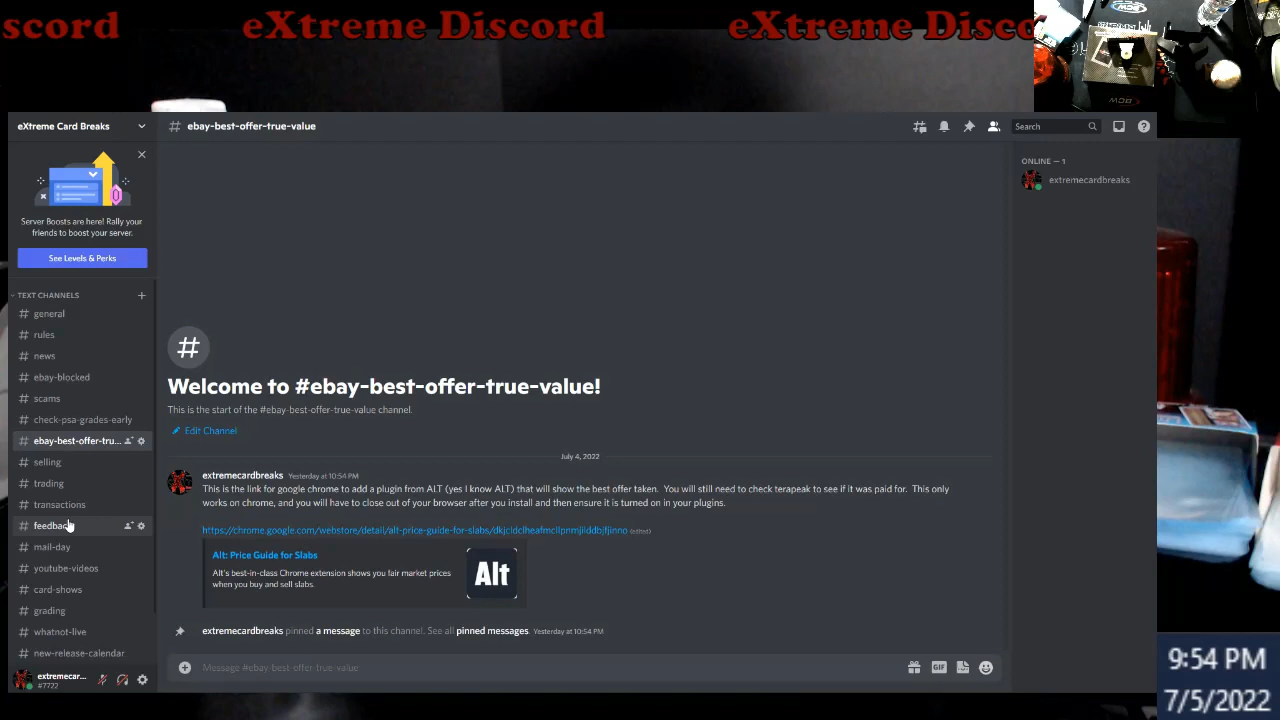 scord eXtreme Discord eXtreme Disco
eXtreme Card Breaks
ebay-best-offer-true-value
Search
ONLINE — 1
extremecardbreaks
Server Boosts are here! Rally your
friends to boost your server.
See Levels & Perks
TEXT CHANNELS
general
rules
news
ebay-blocked
scams
check-psa-grades-early
ebay-best-offer-tru...
selling
trading
transactions
feedback
mail-day
youtube-videos
card-shows
grading
whatnot-live
new-release-calendar
extremecar...
#7722
Welcome to #ebay-best-offer-true-value!
This is the start of the #ebay-best-offer-true-value channel.
Edit Channel
July 4, 2022
extremecardbreaks Yesterday at 10:54 PM
This is the link for google chrome to add a plugin from ALT (yes I know ALT) that will show the best offer taken. You will still need to check terapeak to see if it was paid for. This only
works on chrome, and you will have to close out of your browser after you install and then ensure it is turned on in your plugins.
(edited)
Alt: Price Guide for Slabs
Alt's best-in-class Chrome extension shows you fair market prices
when you buy and sell slabs.
Alt
extremecardbreaks pinned a message to this channel. See all pinned messages. Yesterday at 10:54 PM
Message #ebay-best-offer-true-value
GIF
9:54 PM
7/5/2022